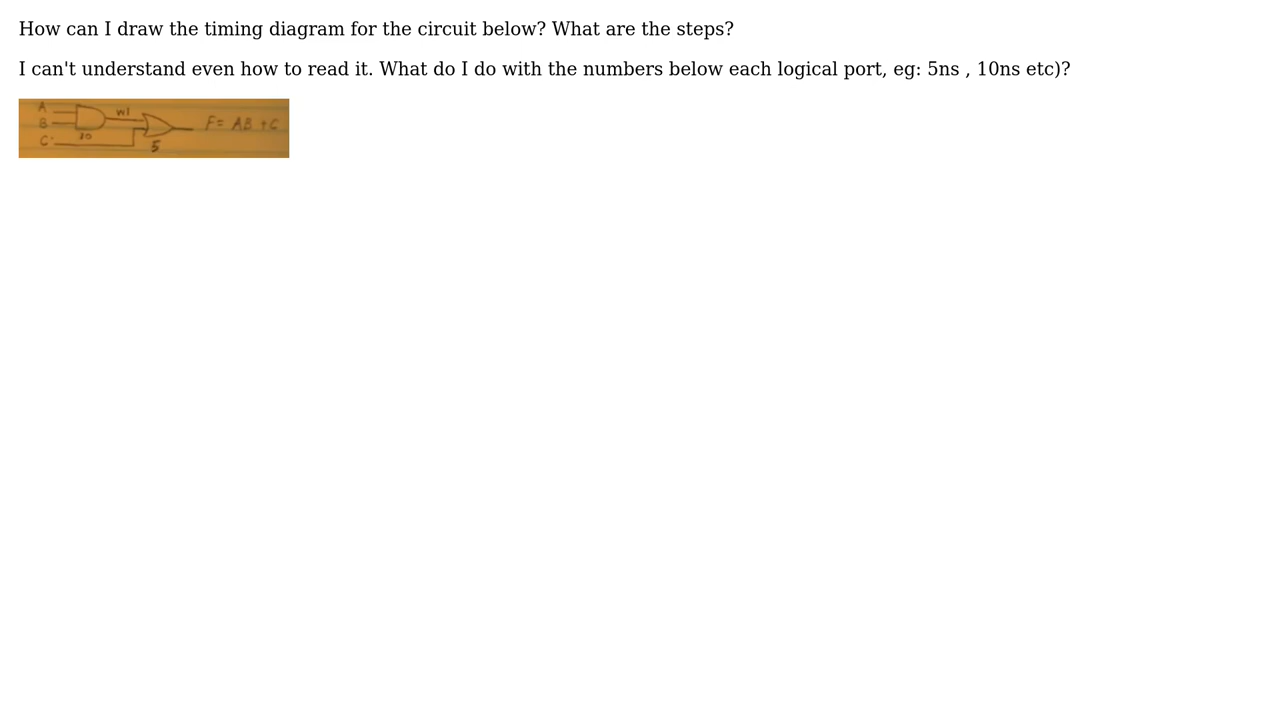 How can I draw the timing diagram for the circuit below? What are the steps?
I can't understand even how to read it. What do I do with the numbers below each logical port, eg: 5ns , 10ns etc)?
A
W1
B
F= AB + C
C
5